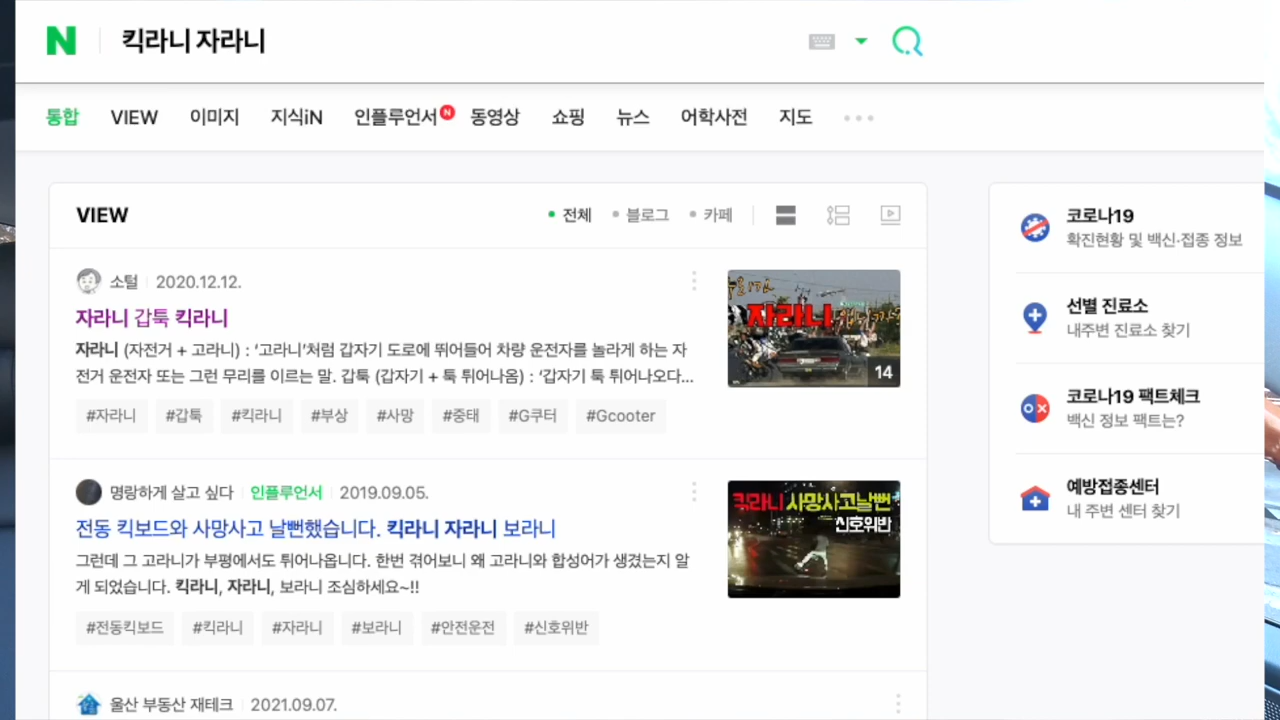 N 킥라니 자라니
통합 VIEW 이미지 지식iN 인플루언서 N 동영상 쇼핑 뉴스 어학사전 지도
VIEW
전체 블로그 카페
소털 2020.12.12.
자라니 갑툭 킥라니
자라니 (자전거 + 고라니) : ‘고라니’처럼 갑자기 도로에 뛰어들어 차량 운전자를 놀라게 하는 자
전거 운전자 또는 그런 무리를 이르는 말. 갑툭 (갑자기 + 툭 튀어나옴) : ‘갑자기 툭 튀어나오다...
#자라니 #갑툭 #킥라니 #부상 #사망 #중태 #G쿠터 #Gcooter
자라니
14
명랑하게 살고 싶다 인플루언서 2019.09.05.
전동 킥보드와 사망사고 날뻔했습니다. 킥라니 자라니 보라니
그런데 그 고라니가 부평에서도 튀어나옵니다. 한번 겪어보니 왜 고라니와 합성어가 생겼는지 알
게 되었습니다. 킥라니, 자라니, 보라니 조심하세요~!!
#전동킥보드 #킥라니 #자라니 #보라니 #안전운전 #신호위반
킥라니 사망사고날뻔
신호위반
울산 부동산 재테크 2021.09.07.
코로나19
확진현황 및 백신·접종 정보
선별 진료소
내주변 진료소 찾기
코로나19 팩트체크
백신 정보 팩트는?
예방접종센터
내 주변 센터 찾기